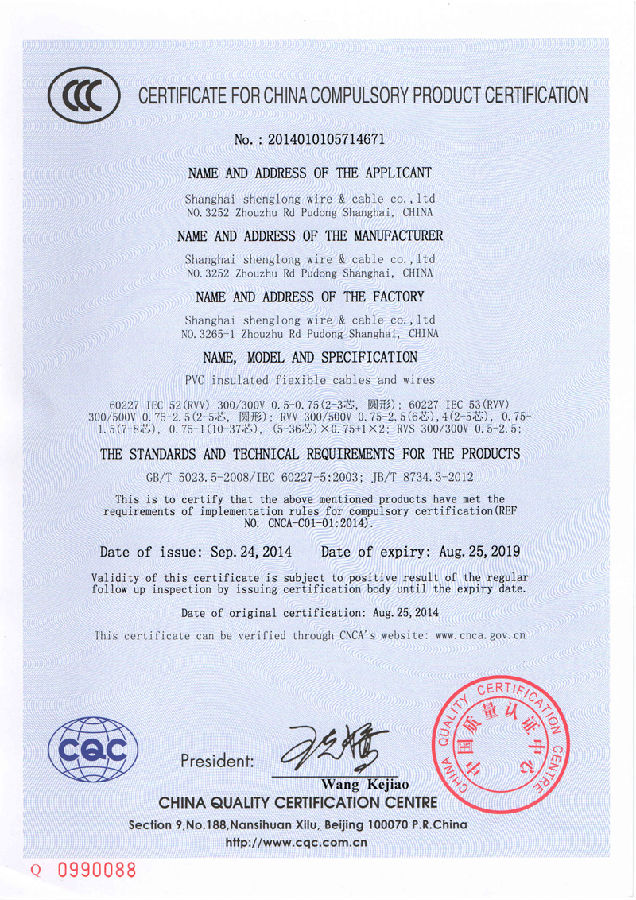 CERTIFICATE FOR CHINA COMPULSORY PRODUCT CERTIFICATION
No. : 2014010105714671
NAME AND ADDRESS OF THE APPLICANT
Shanghai shenglong wire & cable co.,ltd
NO.3252 Zhouzhu Rd Pudong Shanghai, CHINA
NAME AND ADDRESS OF THE MANUFACTURER
Shanghai shenglong wire & cable co.,ltd
NO.3252 Zhouzhu Rd Pudong Shanghai, CHINA
NAME AND ADDRESS OF THE FACTORY
Shanghai shenglong wire & cable co.,ltd
NO.3265-1 Zhouzhu Rd Pudong Shanghai, CHINA
NAME, MODEL AND SPECIFICATION
PVC insulated flexible cables and wires
60227 IEC 52(RVV) 300/300V 0.5-0.75(2-3芯, 圆形); 60227 IEC 53(RVV)
300/500V 0.75-2.5(2-5芯, 圆形); RVV 300/500V 0.75-2.5(6芯),4(2-5芯), 0.75-
1.5(7-8芯), 0.75-1(10-37芯), (5-36芯)×0.75+1×2; RVS 300/300V 0.5-2.5;
THE STANDARDS AND TECHNICAL REQUIREMENTS FOR THE PRODUCTS
GB/T 5023.5-2008/IEC 60227-5:2003; JB/T 8734.3-2012
This is to certify that the above mentioned products have met the
requirements of implementation rules for compulsory certification(REF
NO. CNCA-C01-01:2014).
Date of issue: Sep.24,2014 Date of expiry: Aug.25,2019
Validity of this certificate is subject to positive result of the regular
follow up inspection by issuing certification body until the expiry date.
Date of original certification: Aug.25,2014
This certificate can be verified through CNCA's website: www.cnca.gov.cn
CQC
President:
Wang Kejiao
CHINA QUALITY CERTIFICATION CENTRE
中国质量认证中心
CHINA QUALITY CERTIFICATION CENTRE
Section 9,No.188,Nansihuan Xilu, Beijing 100070 P.R.China
http://www.cqc.com.cn
Q 0990088